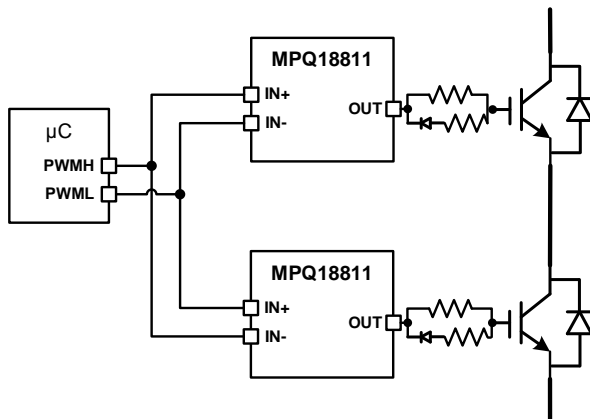 MPQ18811
IN+
IN-
OUT
µC
PWMH
PWML
MPQ18811
IN+
IN-
OUT